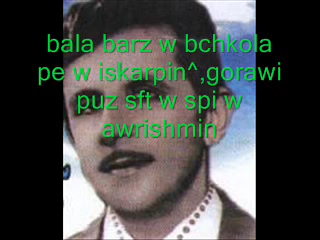 bala barz w bchkola
pe w iskarpin^,gorawi
puz sft w spi w
awrishmin